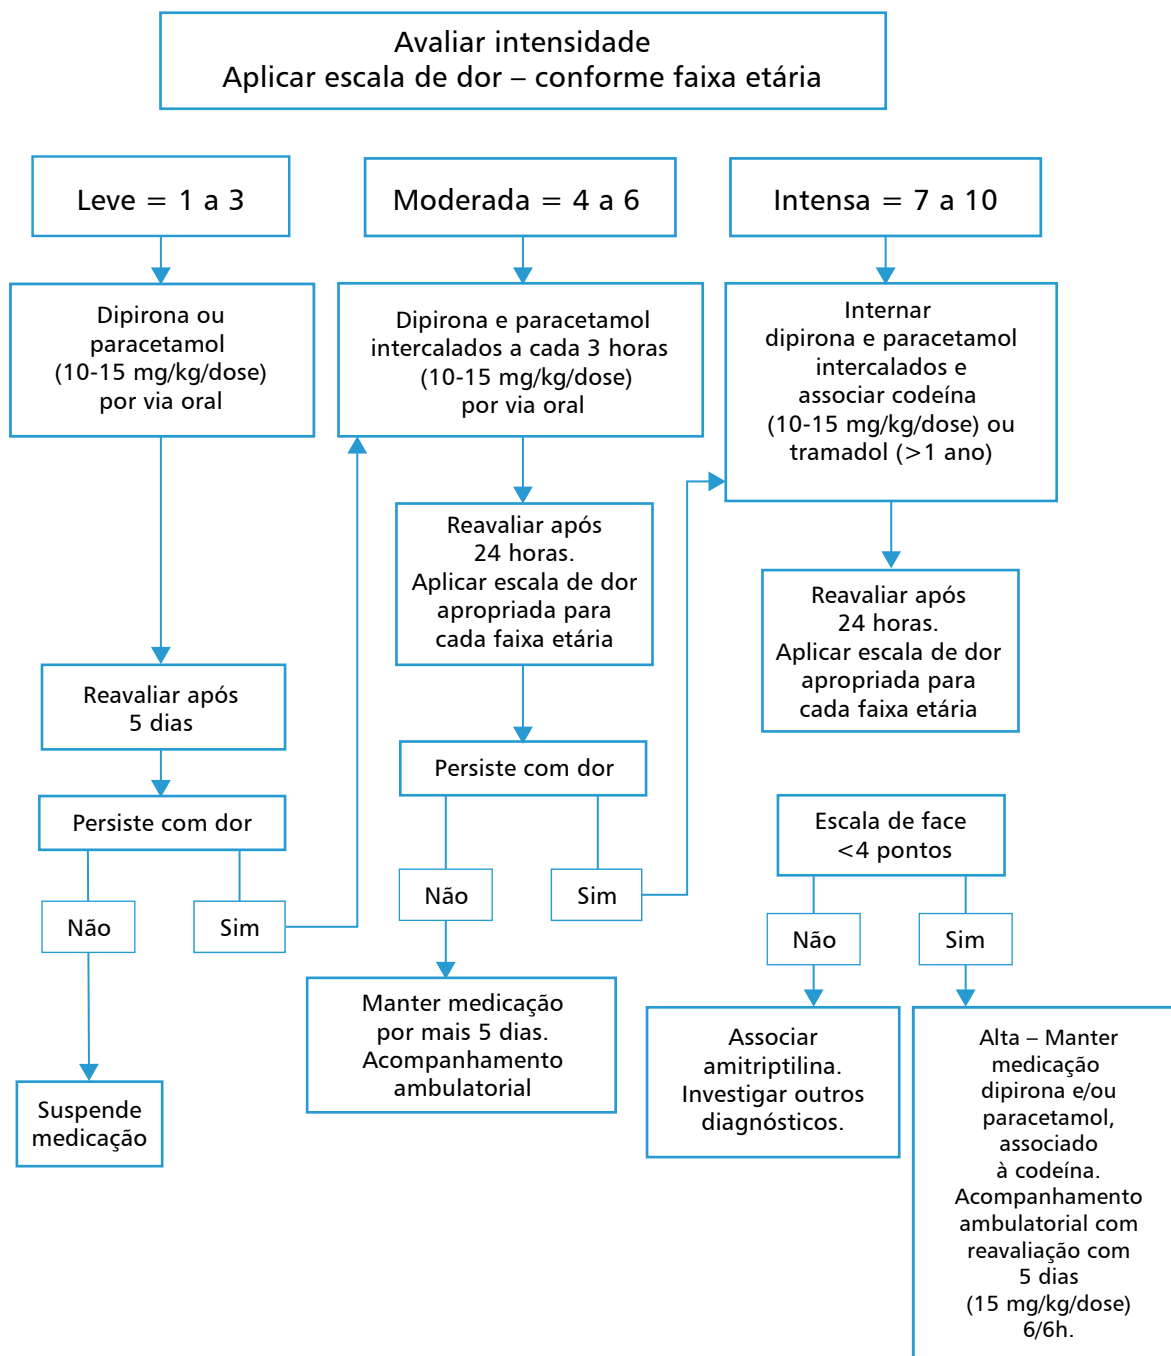 Avaliar intensidade
Aplicar escala de dor – conforme faixa etária
Leve = 1 a 3
Moderada = 4 a 6
Intensa = 7 a 10
Dipirona ou
paracetamol
(10-15 mg/kg/dose)
por via oral
Dipirona e paracetamol
intercalados a cada 3 horas
(10-15 mg/kg/dose)
por via oral
Internar
dipirona e paracetamol
intercalados e
associar codeína
(10-15 mg/kg/dose) ou
tramadol (>1 ano)
Reavaliar após
24 horas.
Aplicar escala de dor
apropriada para
cada faixa etária
Reavaliar após
24 horas.
Aplicar escala de dor
apropriada para
cada faixa etária
Reavaliar após
5 dias
Persiste com dor
Persiste com dor
Escala de face
<4 pontos
Não
Sim
Não
Sim
Não
Sim
Suspende
medicação
Manter medicação
por mais 5 dias.
Acompanhamento
ambulatorial
Associar
amitriptilina.
Investigar outros
diagnósticos.
Alta – Manter
medicação
dipirona e/ou
paracetamol,
associado
à codeína.
Acompanhamento
ambulatorial com
reavaliação com
5 dias
(15 mg/kg/dose)
6/6h.